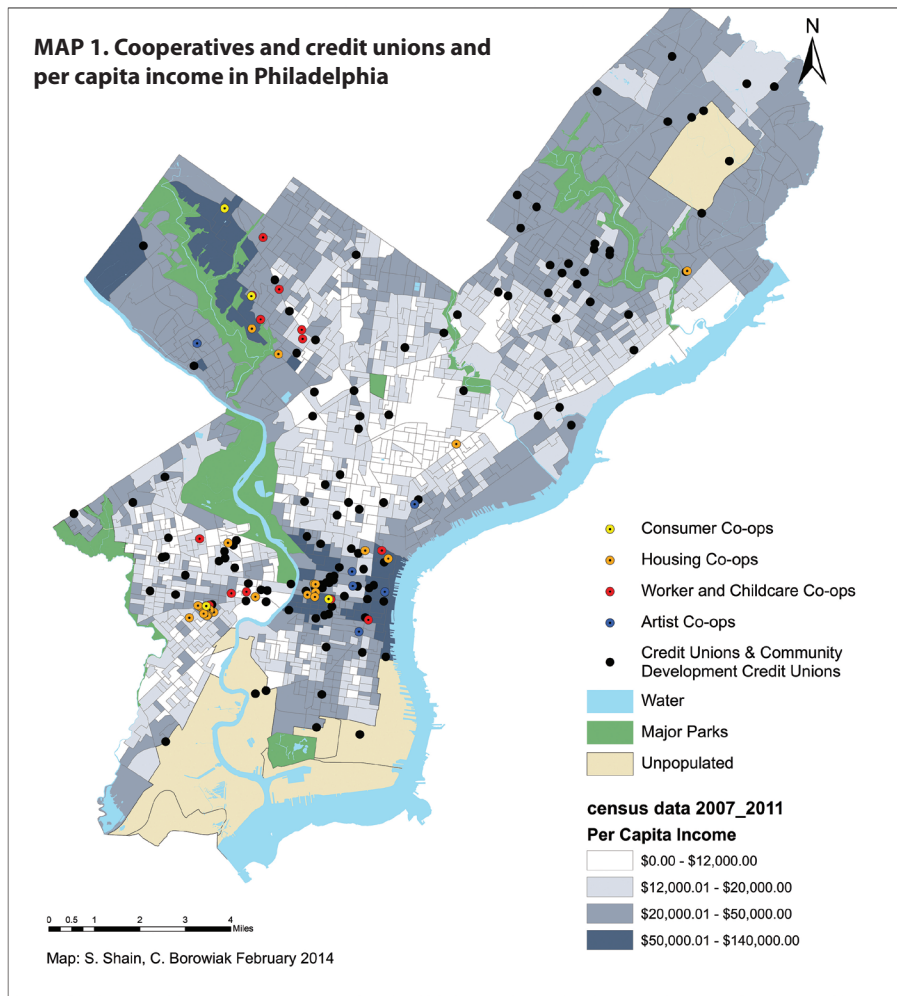 MAP 1. Cooperatives and credit unions and
per capita income in Philadelphia
N
Consumer Co-ops
Housing Co-ops
Worker and Childcare Co-ops
Artist Co-ops
Credit Unions & Community
Development Credit Unions
Water
Major Parks
Unpopulated
census data 2007_2011
Per Capita Income
$0.00 - $12,000.00
$12,000.01 - $20,000.00
$20,000.01 - $50,000.00
$50,000.01 - $140,000.00
0 0.5 1 2 3 4
Miles
Map: S. Shain, C. Borowiak February 2014